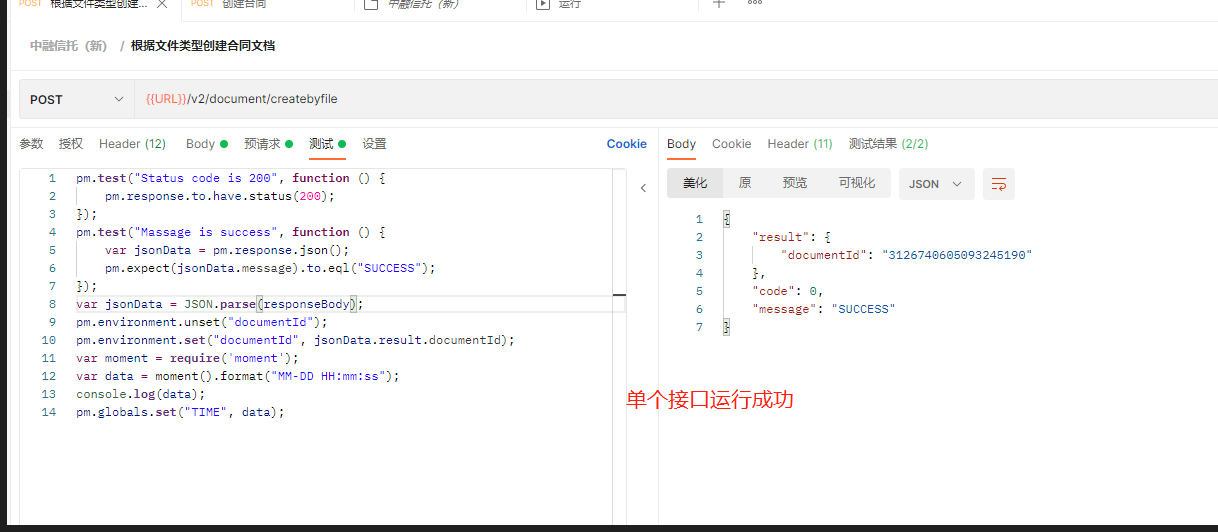 POST 根据文件类型创建... POST 创建合同 中融信托（新） 运行
中融信托（新） / 根据文件类型创建合同文档
POST {{URL}}/v2/document/createbyfile
参数 授权 Header (12) Body 预请求 测试 设置 Cookie
1 pm.test("Status code is 200", function () {
2 pm.response.to.have.status(200);
3 });
4 pm.test("Massage is success", function () {
5 var jsonData = pm.response.json();
6 pm.expect(jsonData.message).to.eql("SUCCESS");
7 });
8 var jsonData = JSON.parse(responseBody);
9 pm.environment.unset("documentId");
10 pm.environment.set("documentId", jsonData.result.documentId);
11 var moment = require('moment');
12 var data = moment().format("MM-DD HH:mm:ss");
13 console.log(data);
14 pm.globals.set("TIME", data);
Body Cookie Header (11) 测试结果 (2/2)
美化 原 预览 可视化 JSON
1 {
2 "result": {
3 "documentId": "3126740605093245190"
4 },
5 "code": 0,
6 "message": "SUCCESS"
7 }
单个接口运行成功